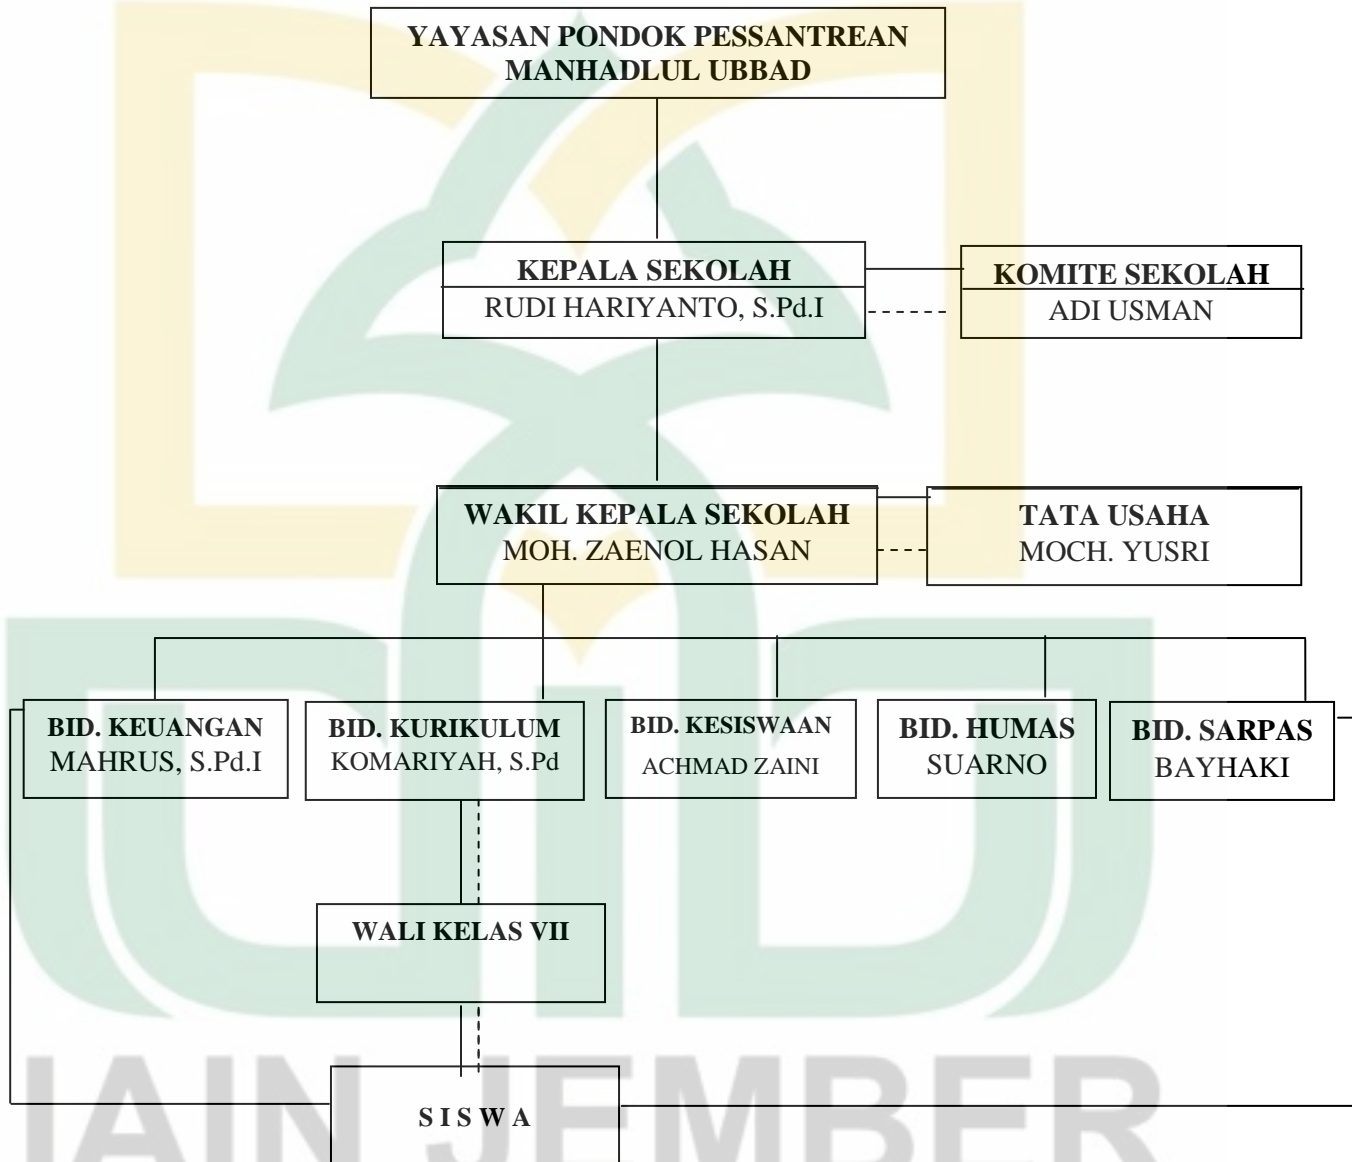 YAYASAN PONDOK PESSANTREAN
MANHADLUL UBBAD
KEPALA SEKOLAH
RUDI HARIYANTO, S.Pd.I
KOMITE SEKOLAH
ADI USMAN
WAKIL KEPALA SEKOLAH
MOH. ZAENOL HASAN
TATA USAHA
MOCH. YUSRI
BID. KEUANGAN
MAHRUS, S.Pd.I
BID. KURIKULUM
KOMARIYAH, S.Pd
BID. KESISWAAN
ACHMAD ZAINI
BID. HUMAS
SUARNO
BID. SARPAS
BAYHAKI
WALI KELAS VII
S I S W A
IAIN JEMBER